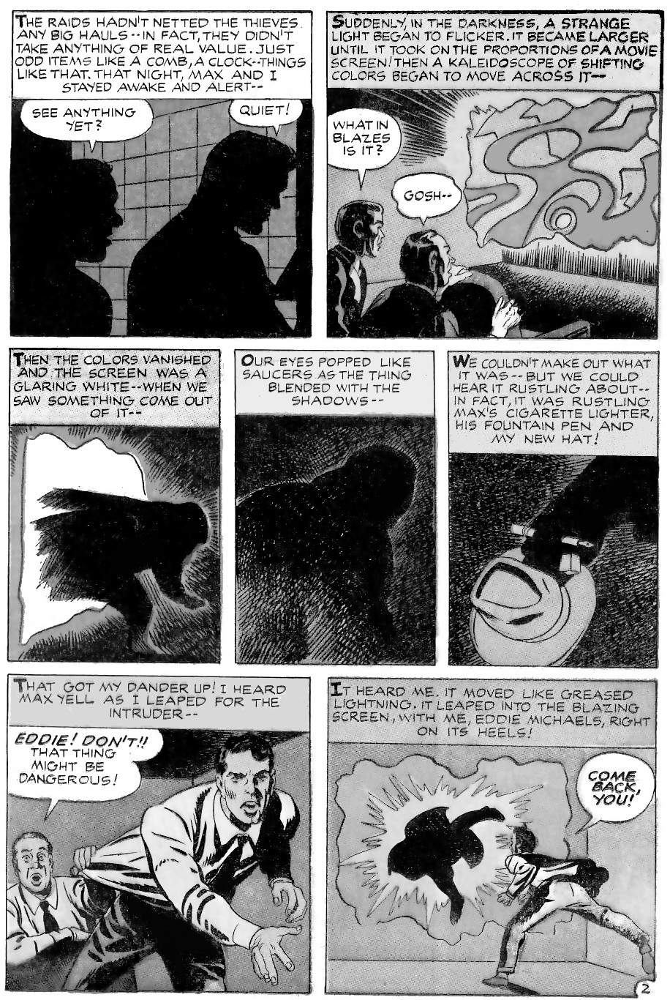 THE RAIDS HADN'T NETTED THE THIEVES
ANY BIG HAULS--IN FACT, THEY DIDN'T
TAKE ANYTHING OF REAL VALUE. JUST
ODD ITEMS LIKE A COMB, A CLOCK--THINGS
LIKE THAT. THAT NIGHT, MAX AND I
STAYED AWAKE AND ALERT--
SEE ANYTHING
YET?
QUIET!
SUDDENLY, IN THE DARKNESS, A STRANGE
LIGHT BEGAN TO FLICKER. IT BECAME LARGER
UNTIL IT TOOK ON THE PROPORTIONS OF A MOVIE
SCREEN! THEN A KALEIDOSCOPE OF SHIFTING
COLORS BEGAN TO MOVE ACROSS IT--
WHAT IN
BLAZES
IS IT?
GOSH--
THEN THE COLORS VANISHED
AND THE SCREEN WAS A
GLARING WHITE--WHEN WE
SAW SOMETHING COME OUT
OF IT--
OUR EYES POPPED LIKE
SAUCERS AS THE THING
BLENDED WITH THE
SHADOWS--
WE COULDN'T MAKE OUT WHAT
IT WAS--BUT WE COULD
HEAR IT RUSTLING ABOUT--
IN FACT, IT WAS RUSTLING
MAX'S CIGARETTE LIGHTER,
HIS FOUNTAIN PEN AND
MY NEW HAT!
THAT GOT MY DANDER UP! I HEARD
MAX YELL AS I LEAPED FOR THE
INTRUDER--
EDDIE! DON'T!!
THAT THING
MIGHT BE
DANGEROUS!
IT HEARD ME. IT MOVED LIKE GREASED
LIGHTNING. IT LEAPED INTO THE BLAZING
SCREEN, WITH ME, EDDIE MICHAELS, RIGHT
ON ITS HEELS!
COME
BACK,
YOU!
2